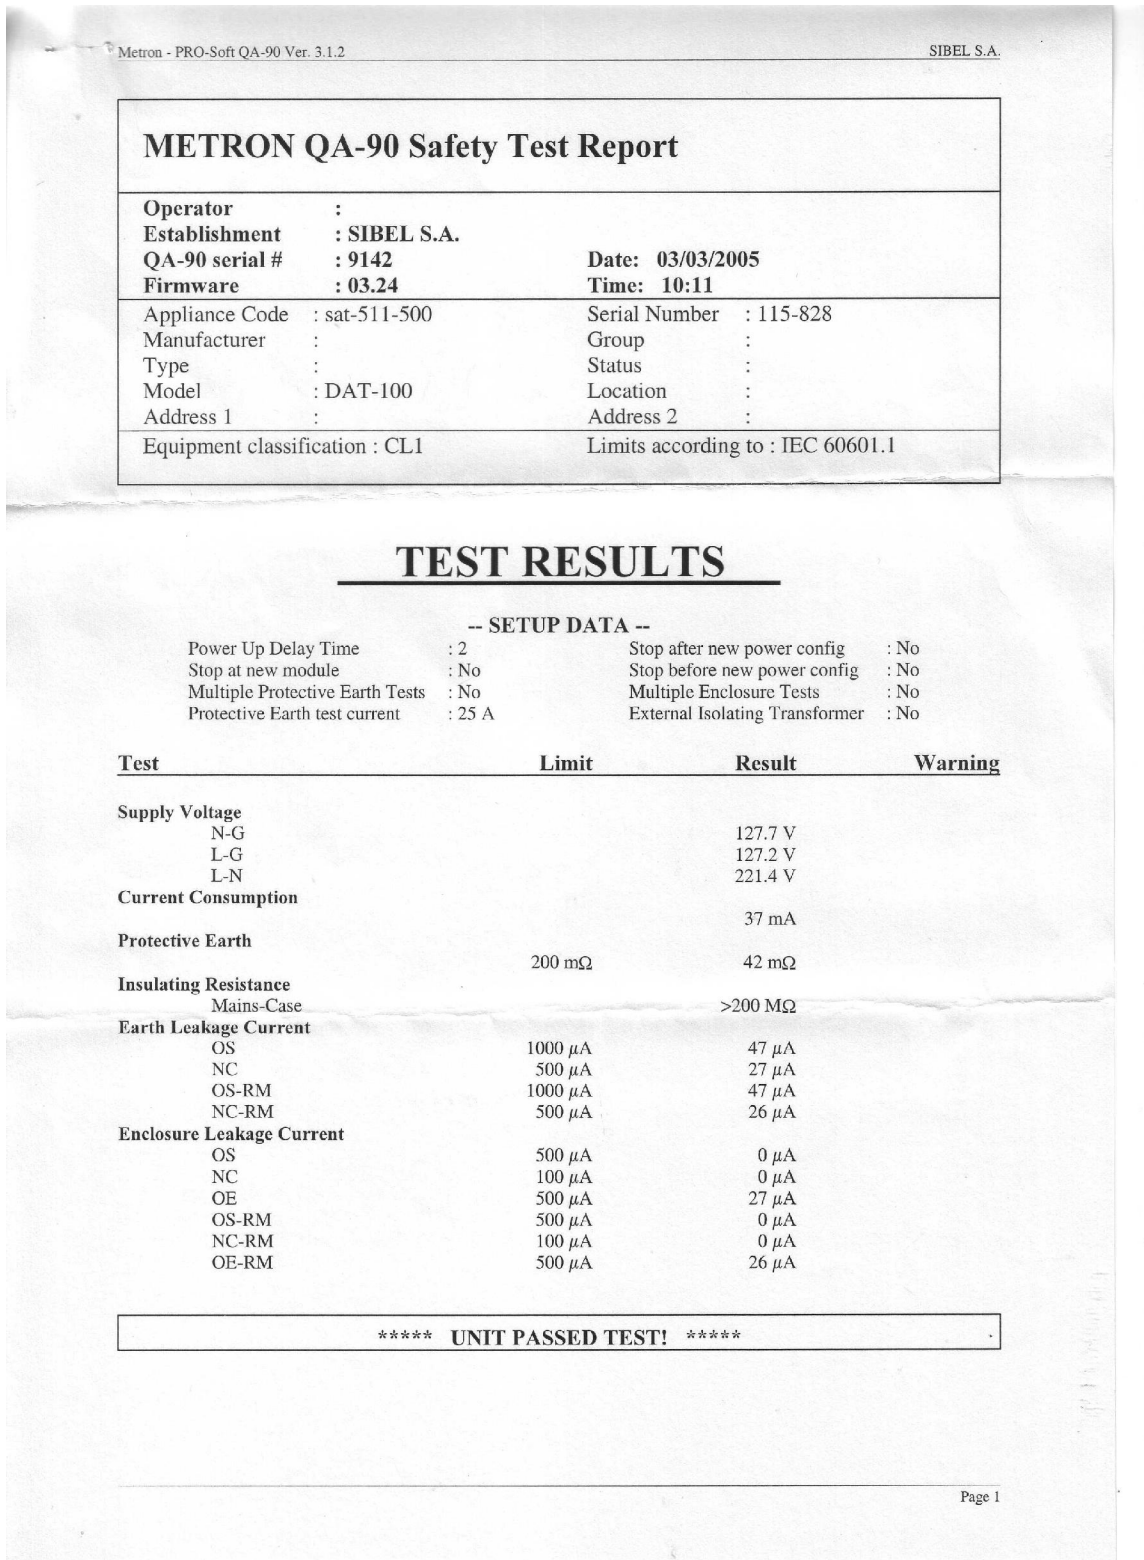 Metron - PRO-Soft QA-90 Ver. 3.1.2 SIBEL S.A.
METRON QA-90 Safety Test Report
Operator :
Establishment : SIBEL S.A.
QA-90 serial # : 9142 Date: 03/03/2005
Firmware : 03.24 Time: 10:11
Appliance Code : sat-511-500 Serial Number : 115-828
Manufacturer : Group :
Type : Status :
Model : DAT-100 Location :
Address 1 : Address 2 :
Equipment classification : CL1 Limits according to : IEC 60601.1
TEST RESULTS
-- SETUP DATA --
Power Up Delay Time : 2 Stop after new power config : No
Stop at new module : No Stop before new power config : No
Multiple Protective Earth Tests : No Multiple Enclosure Tests : No
Protective Earth test current : 25 A External Isolating Transformer : No
Test Limit Result Warning
Supply Voltage
N-G 127.7 V
L-G 127.2 V
L-N 221.4 V
Current Consumption
37 mA
Protective Earth
200 mΩ 42 mΩ
Insulating Resistance
Mains-Case >200 MΩ
Earth Leakage Current
OS 1000 µA 47 µA
NC 500 µA 27 µA
OS-RM 1000 µA 47 µA
NC-RM 500 µA 26 µA
Enclosure Leakage Current
OS 500 µA 0 µA
NC 100 µA 0 µA
OE 500 µA 27 µA
OS-RM 500 µA 0 µA
NC-RM 100 µA 0 µA
OE-RM 500 µA 26 µA
***** UNIT PASSED TEST! *****
Page 1